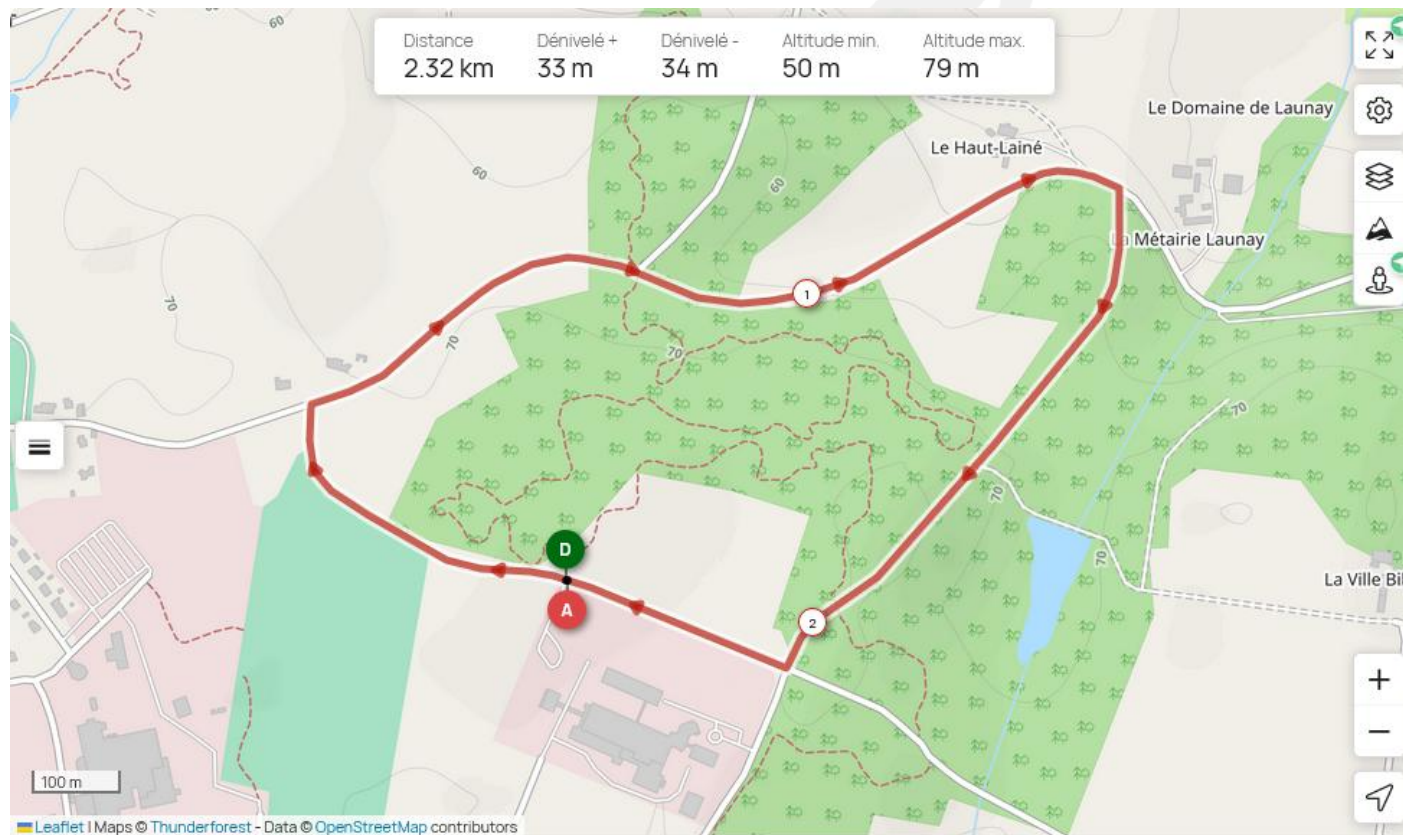 60
Distance
2.32 km
Dénivelé +
33 m
Dénivelé -
34 m
Altitude min.
50 m
Altitude max.
79 m
Le Domaine de Launay
Le Haut-Lainé
60
60
La Métairie Launay
70
1
70
70
70
70
70
D
A
2
La Ville Bil
+
−
100 m
Leaflet | Maps © Thunderforest - Data © OpenStreetMap contributors